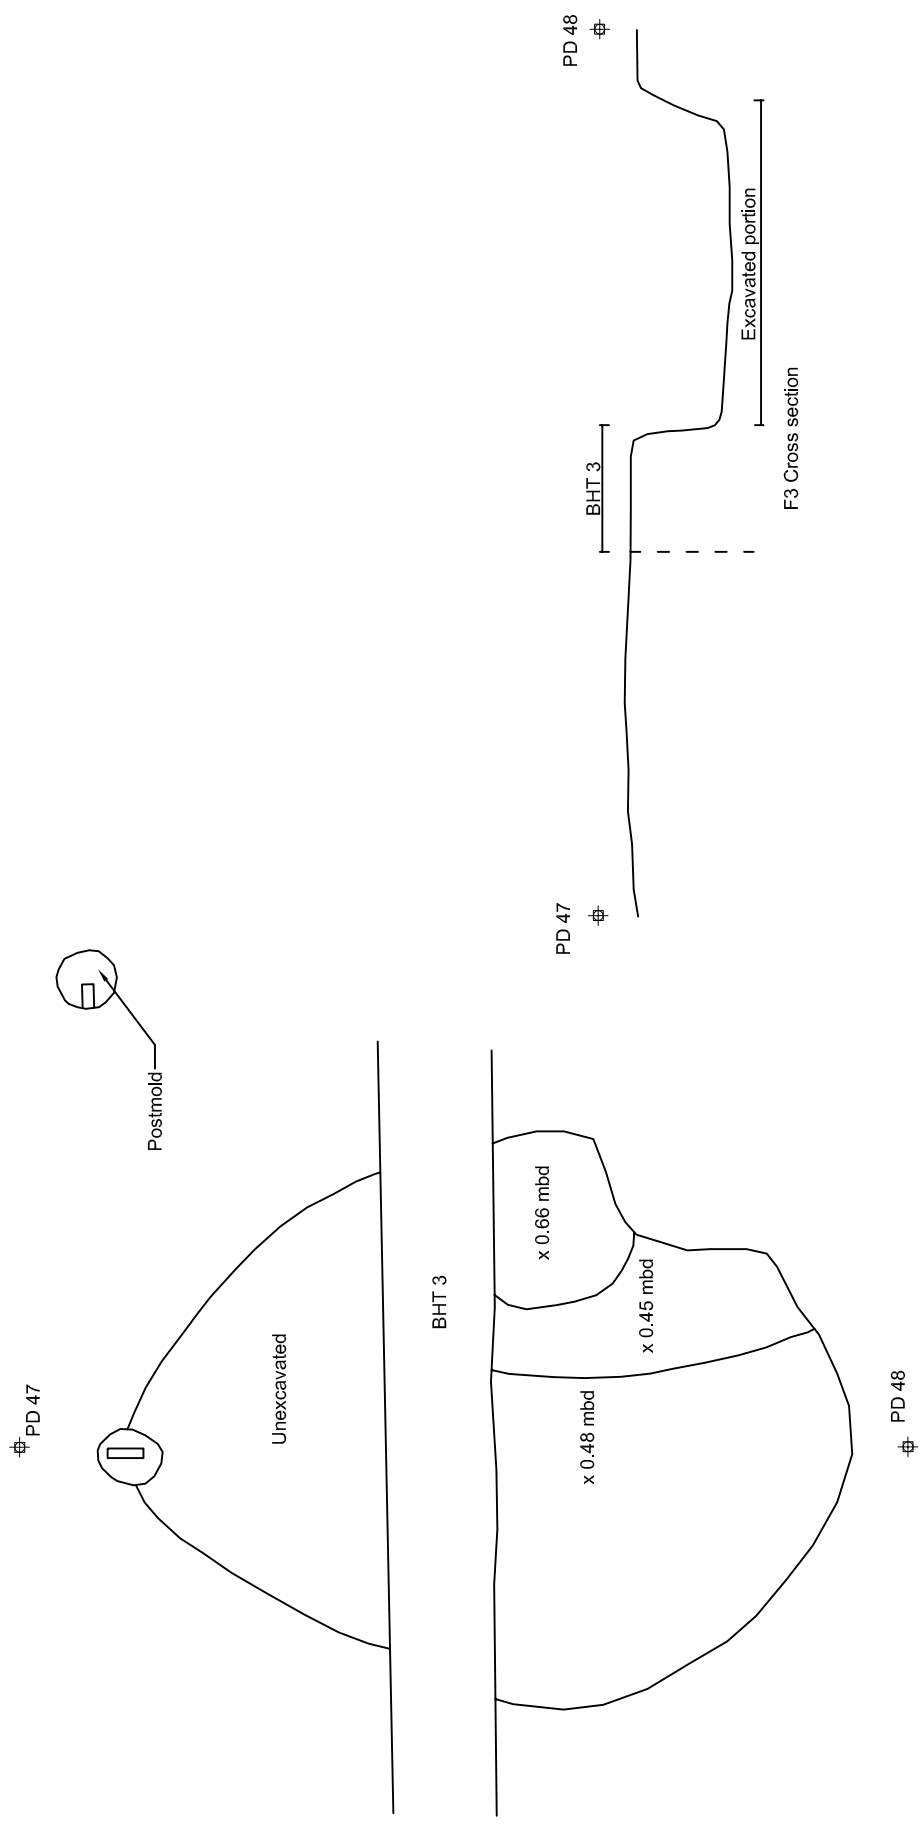 PD 48
Excavated portion
BHT 3
F3 Cross section
PD 47
Postmold
x 0.66 mbd
BHT 3
x 0.45 mbd
Unexcavated
PD 47
x 0.48 mbd
PD 48